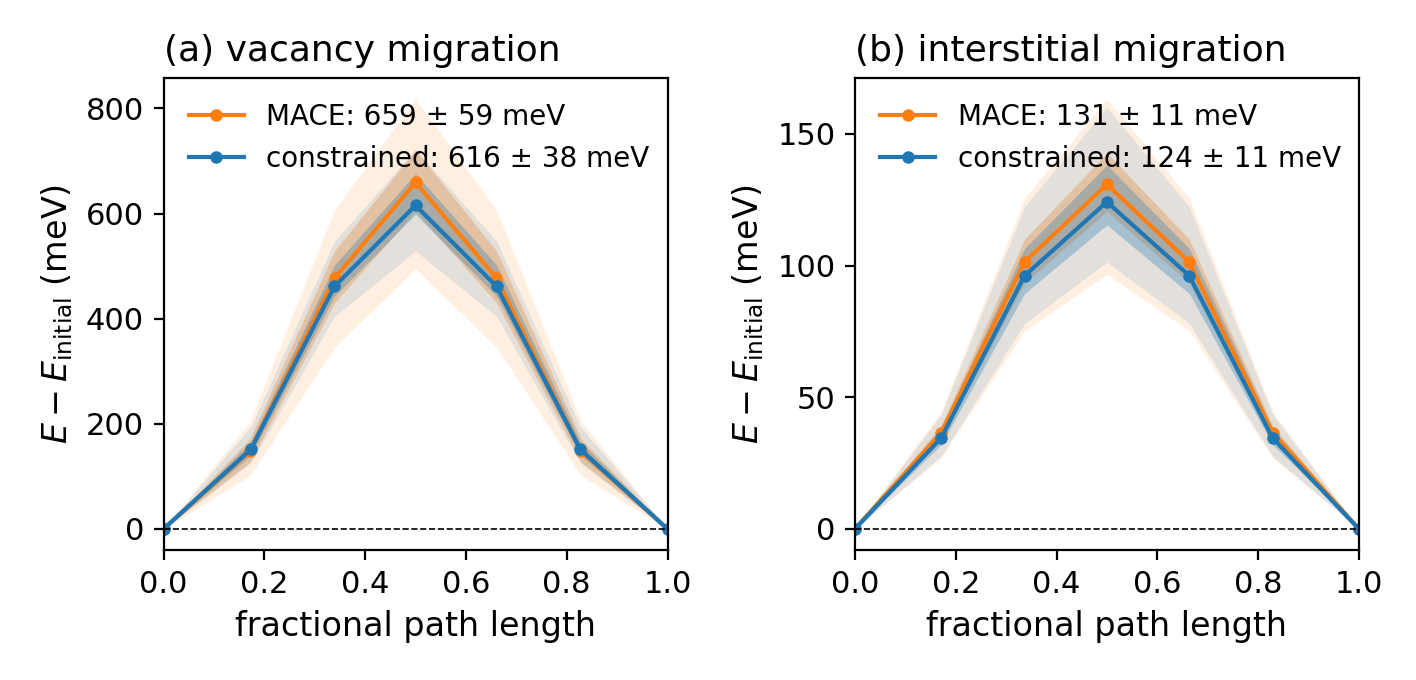 (a) vacancy migration
MACE: 659 ± 59 meV
constrained: 616 ± 38 meV
800
600
400
200
0
E − E_initial (meV)
0.0 0.2 0.4 0.6 0.8 1.0
fractional path length
(b) interstitial migration
MACE: 131 ± 11 meV
constrained: 124 ± 11 meV
150
100
50
0
E − E_initial (meV)
0.0 0.2 0.4 0.6 0.8 1.0
fractional path length